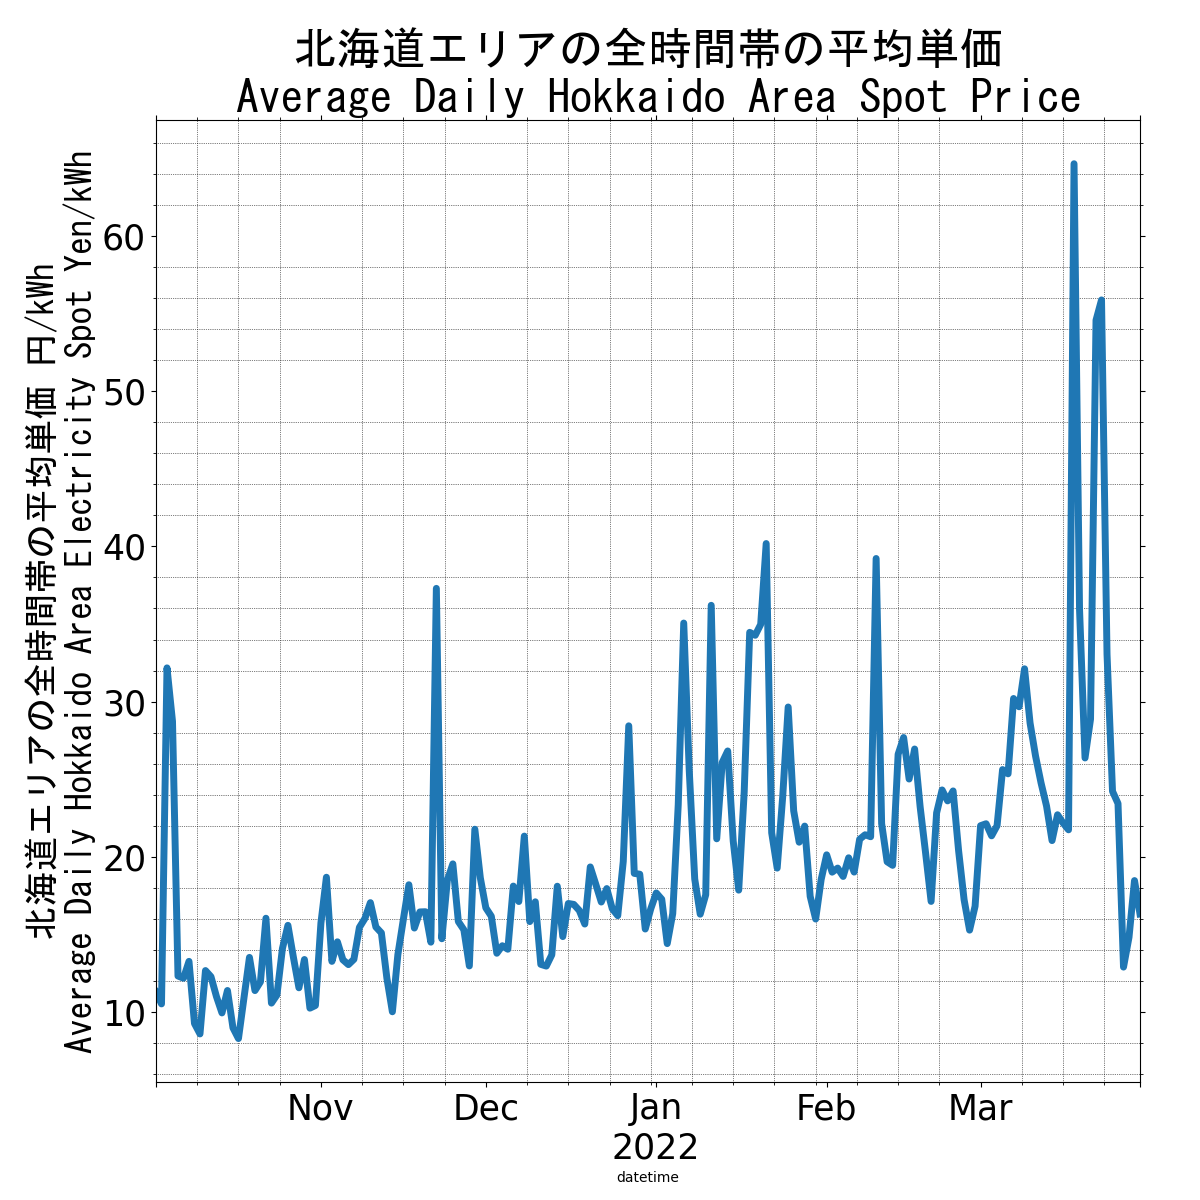 北海道エリアの全時間帯の平均単価
Average Daily Hokkaido Area Spot Price
北海道エリアの全時間帯の平均単価 円/kWh
Average Daily Hokkaido Area Electricity Spot Yen/kWh
60
50
40
30
20
10
Nov
Dec
Jan
2022
Feb
Mar
datetime